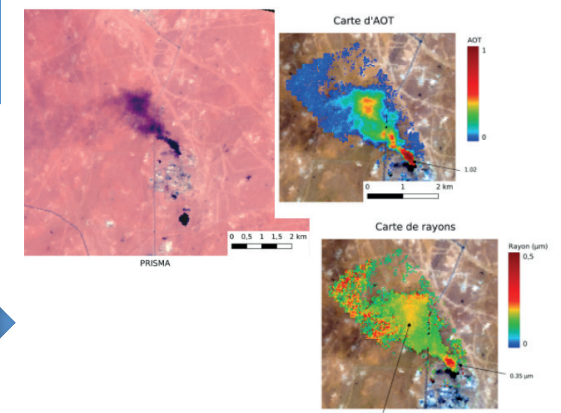 Carte d'AOT
AOT
1
0
1.02
0 1 2 km
0 0,5 1 1,5 2 km
PRISMA
Carte de rayons
Rayon (μm)
0,5
0
0.35 μm